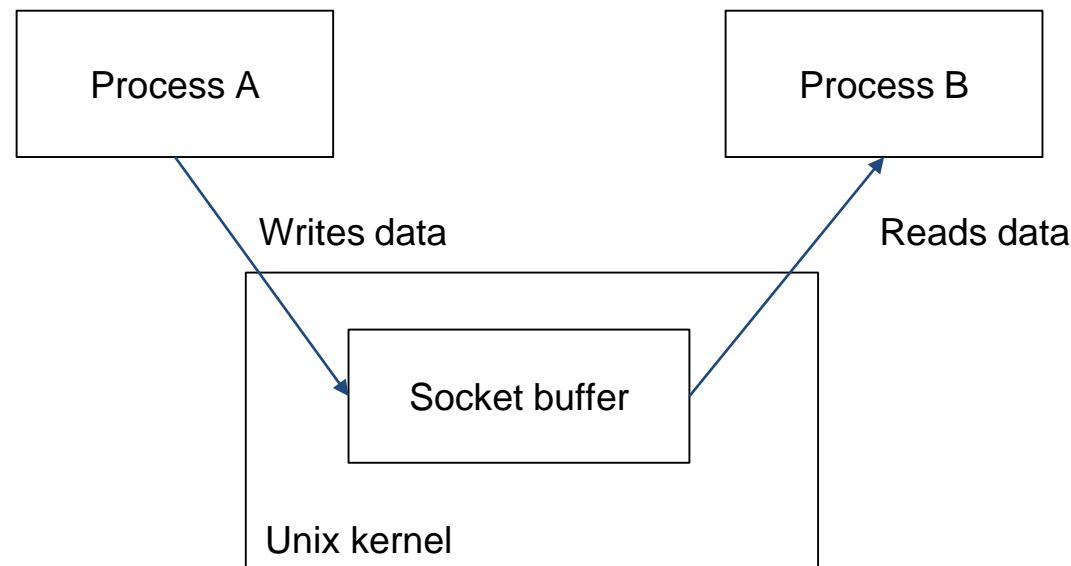 Process A
Process B
Writes data
Reads data
Socket buffer
Unix kernel